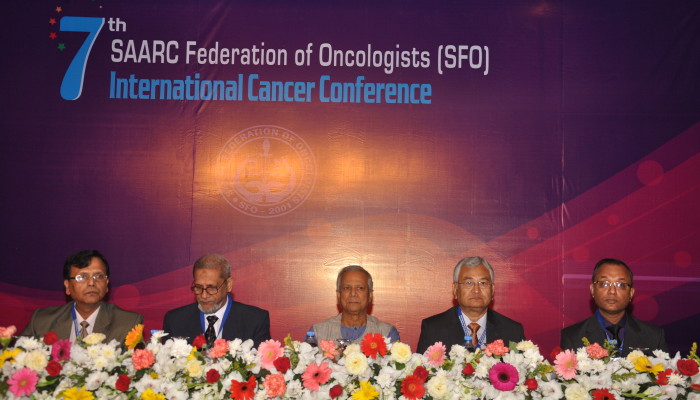 7th
SAARC Federation of Oncologists (SFO)
International Cancer Conference